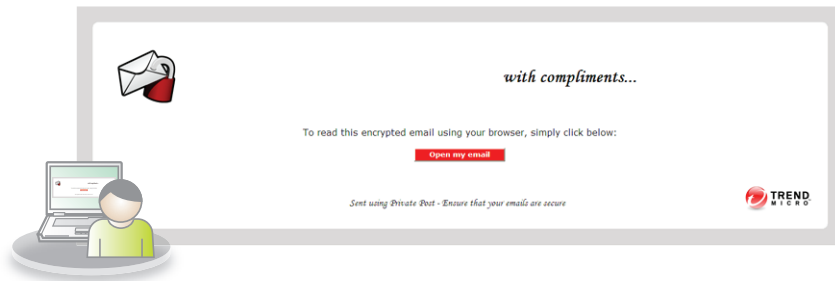 with compliments...
To read this encrypted email using your browser, simply click below:
Open my email
Sent using Private Post - Ensure that your emails are secure
TREND
MICRO